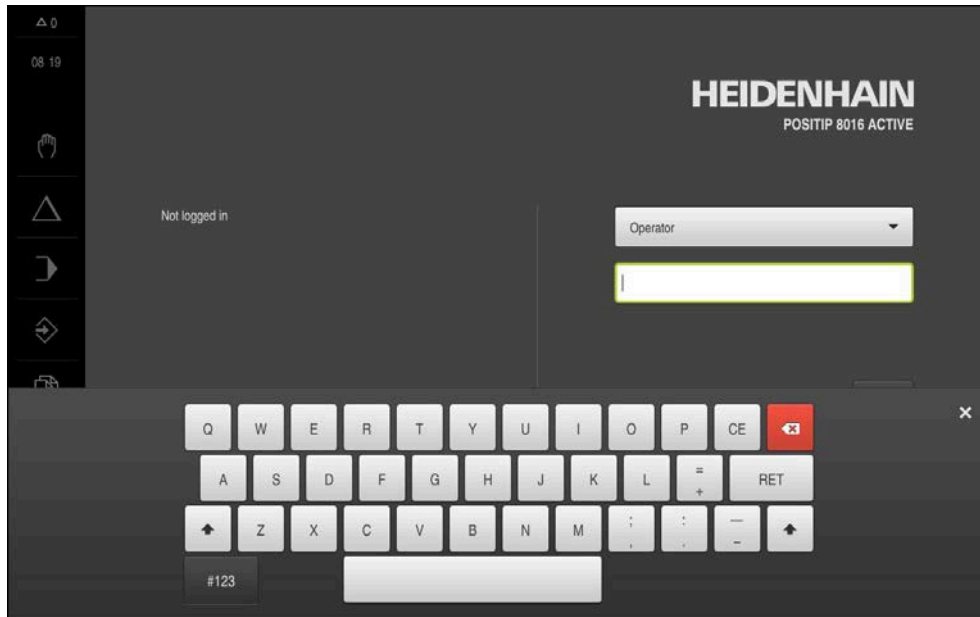 0
08 19
HEIDENHAIN
POSITIP 8016 ACTIVE
Not logged in
Operator
Q W E R T Y U I O P CE
A S D F G H J K L = + RET
Z X C V B N M ; , : . — –
#123